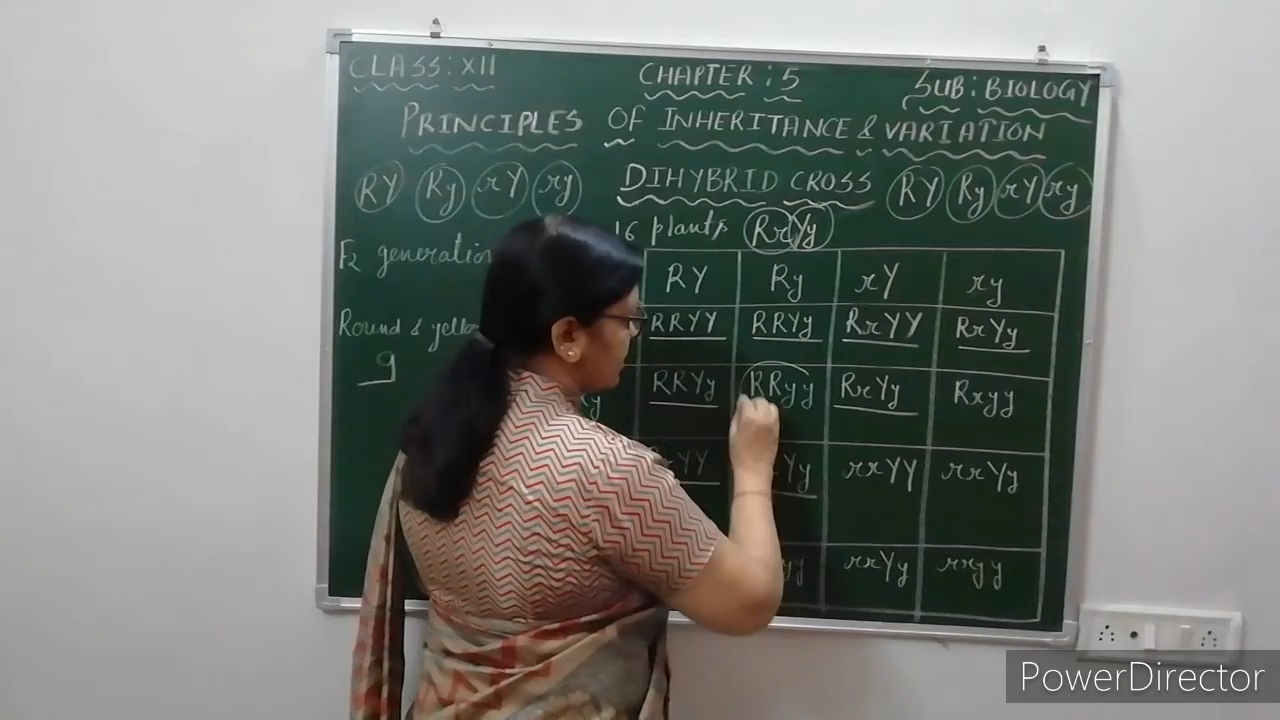 CLASS: XII CHAPTER : 5 SUB: BIOLOGY
PRINCIPLES OF INHERITANCE & VARIATION
RY Ry rY ry DIHYBRID CROSS RY Ry rY ry
16 plants RrYy
F2 generation
RY Ry rY ry
Round & yellow RRYY RRYy RrYY RrYy
9 RRYy RRyy RrYy Rryy
rrYY rrYy
rrYy rryy
PowerDirector